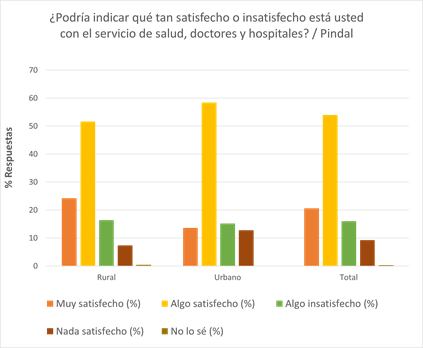 ¿Podría indicar qué tan satisfecho o insatisfecho está usted
con el servicio de salud, doctores y hospitales? / Pindal
70
60
50
40
30
20
10
0
% Respuestas
Rural Urbano Total
Muy satisfecho (%) Algo satisfecho (%) Algo insatisfecho (%)
Nada satisfecho (%) No lo sé (%)